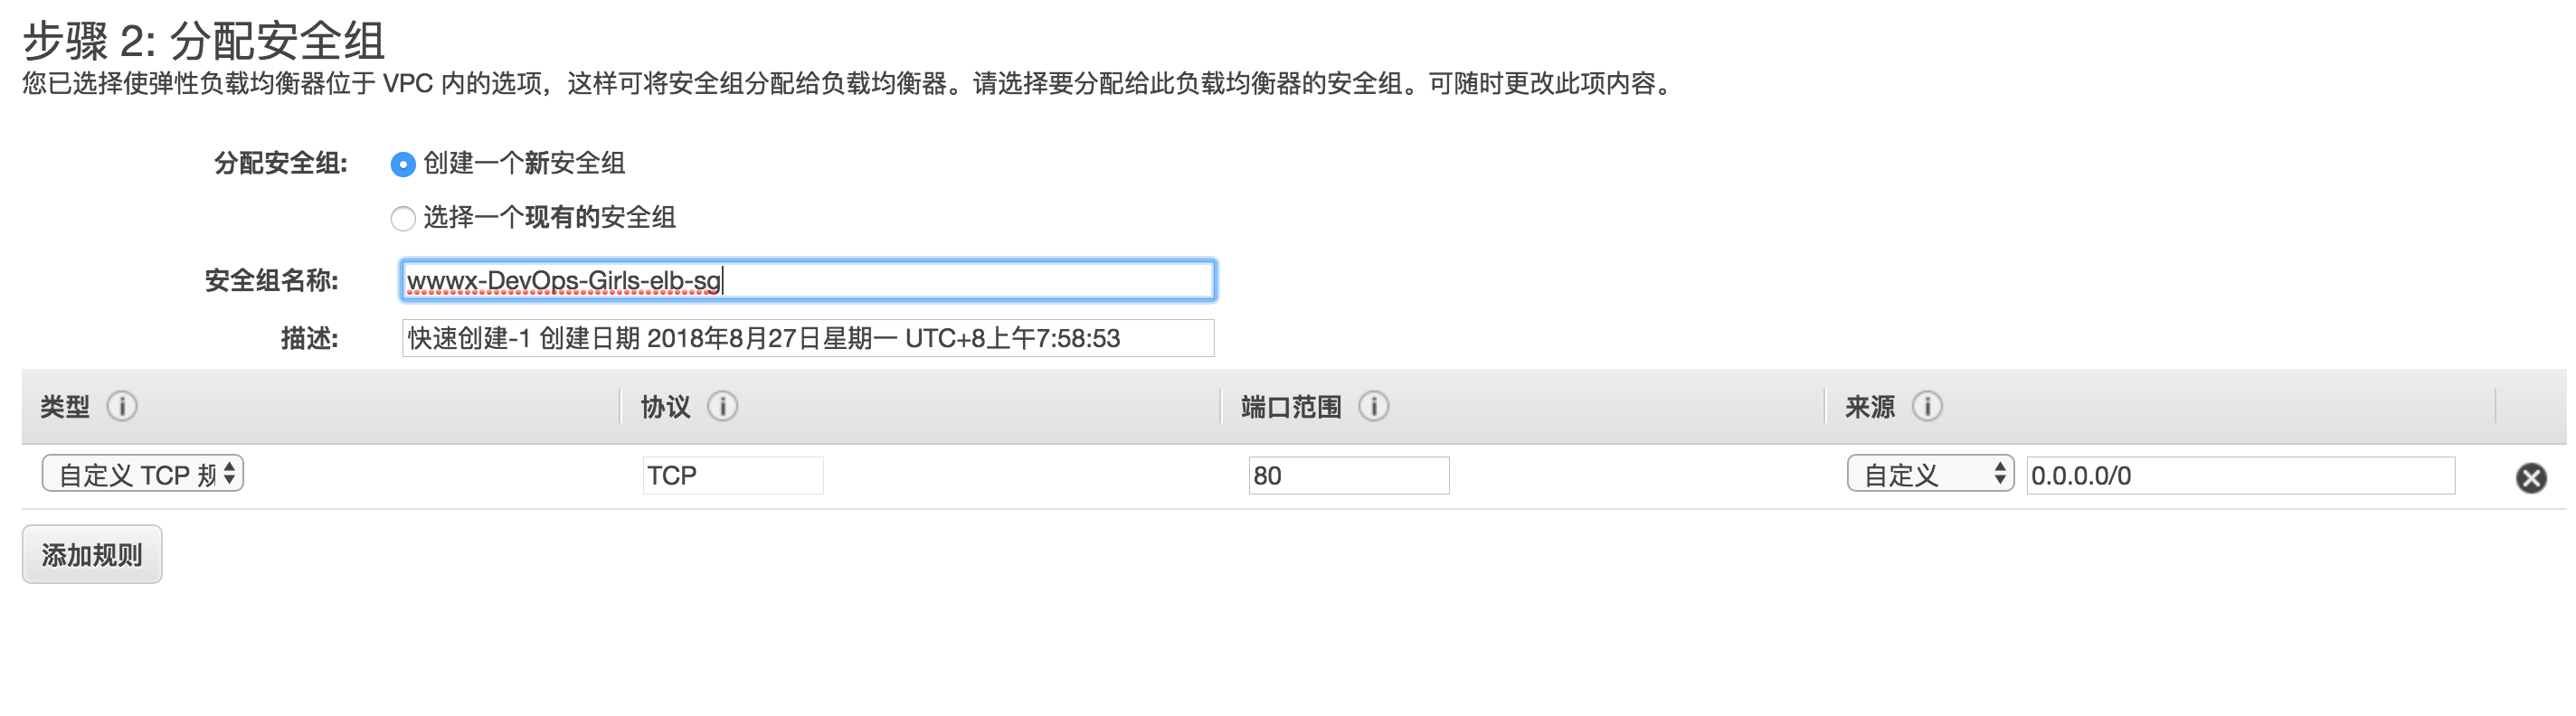 步骤 2: 分配安全组
您已选择使弹性负载均衡器位于 VPC 内的选项，这样可将安全组分配给负载均衡器。请选择要分配给此负载均衡器的安全组。可随时更改此项内容。
分配安全组: 创建一个新安全组
选择一个现有的安全组
安全组名称: wwwx-DevOps-Girls-elb-sg
描述: 快速创建-1 创建日期 2018年8月27日星期一 UTC+8上午7:58:53
类型 协议 端口范围 来源
自定义 TCP 规 TCP 80 自定义 0.0.0.0/0
添加规则